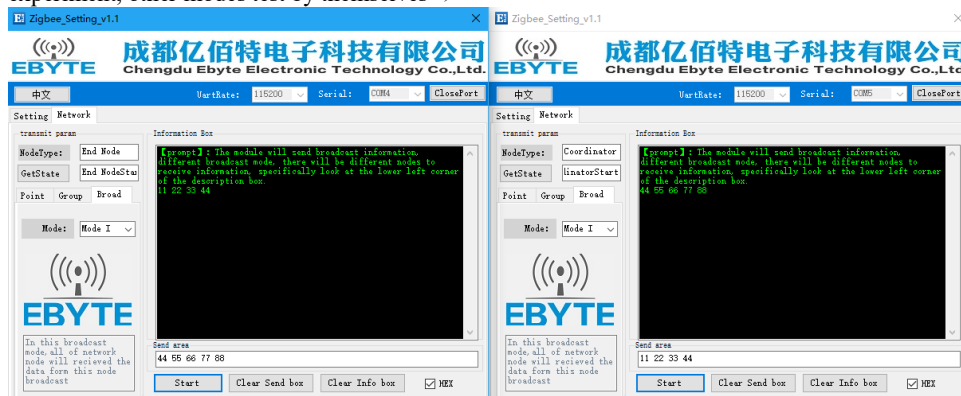 experiment, other modes test by themselves
Zigbee_Setting_v1.1
EBYTE
成都亿佰特电子科技有限公司
Chengdu Ebyte Electronic Technology Co.,Ltd.
中文
UartRate: 115200 Serial: COM4 ClosePort
Setting Network
transmit param
NodeType: End Node
GetState End NodeStar
Point Group Broad
Mode: Mode I
EBYTE
In this broadcast
mode,all of network
node will recieved the
data form this node
broadcast
Information Box
【prompt】: The module will send broadcast information,
different broadcast mode, there will be different nodes to
receive information, specifically look at the lower left corner
of the description box.
11 22 33 44
Send area
44 55 66 77 88
Start Clear Send box Clear Info box HEX
Zigbee_Setting_v1.1
EBYTE
成都亿佰特电子科技有限公司
Chengdu Ebyte Electronic Technology Co.,Ltd
中文
UartRate: 115200 Serial: COM5 ClosePort
Setting Network
transmit param
NodeType: Coordinator
GetState linatorStart
Point Group Broad
Mode: Mode I
EBYTE
In this broadcast
mode,all of network
node will recieved the
data form this node
broadcast
Information Box
【prompt】: The module will send broadcast information,
different broadcast mode, there will be different nodes to
receive information, specifically look at the lower left corner
of the description box.
44 55 66 77 88
Send area
11 22 33 44
Start Clear Send box Clear Info box HEX